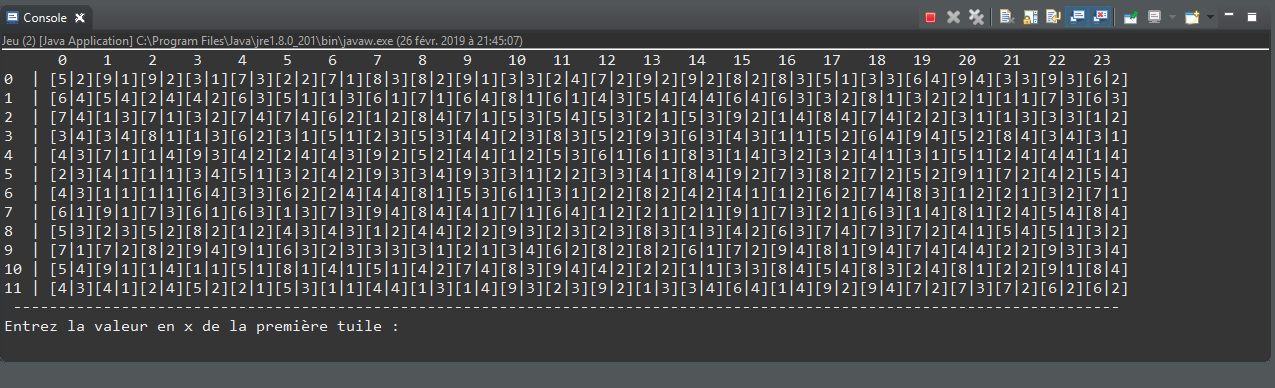 Console
Jeu (2) [Java Application] C:\Program Files\Java\jre1.8.0_201\bin\javaw.exe (26 févr. 2019 à 21:45:07)
0 1 2 3 4 5 6 7 8 9 10 11 12 13 14 15 16 17 18 19 20 21 22 23
0 | [5|2][9|1][9|2][3|1][7|3][2|2][7|1][8|3][8|2][9|1][3|3][2|4][7|2][9|2][9|2][8|2][8|3][5|1][3|3][6|4][9|4][3|3][9|3][6|2]
1 | [6|4][5|4][2|4][4|2][6|3][5|1][1|3][6|1][7|1][6|4][8|1][6|1][4|3][5|4][4|4][6|4][6|3][3|2][8|1][3|2][2|1][1|1][7|3][6|3]
2 | [7|4][1|3][7|1][3|2][7|4][7|4][6|2][1|2][8|4][7|1][5|3][5|4][5|3][2|1][5|3][9|2][1|4][8|4][7|4][2|2][3|1][1|3][3|3][1|2]
3 | [3|4][3|4][8|1][1|3][6|2][3|1][5|1][2|3][5|3][4|4][2|3][8|3][5|2][9|3][6|3][4|3][1|1][5|2][6|4][9|4][5|2][8|4][3|4][3|1]
4 | [4|3][7|1][1|4][9|3][4|2][2|4][4|3][9|2][5|2][4|4][1|2][5|3][6|1][6|1][8|3][1|4][3|2][3|2][4|1][3|1][5|1][2|4][4|4][1|4]
5 | [2|3][4|1][1|1][3|4][5|1][3|2][4|2][9|3][3|4][9|3][3|1][2|2][3|3][4|1][8|4][9|2][7|3][8|2][7|2][5|2][9|1][7|2][4|2][5|4]
6 | [4|3][1|1][1|1][6|4][3|3][6|2][2|4][4|4][8|1][5|3][6|1][3|1][2|2][8|2][4|2][4|1][1|2][6|2][7|4][8|3][1|2][2|1][3|2][7|1]
7 | [6|1][9|1][7|3][6|1][6|3][1|3][7|3][9|4][8|4][4|1][7|1][6|4][1|2][2|1][2|1][9|1][7|3][2|1][6|3][1|4][8|1][2|4][5|4][8|4]
8 | [5|3][2|3][5|2][8|2][1|2][4|3][4|3][1|2][4|4][2|2][9|3][2|3][2|3][8|3][1|3][4|2][6|3][7|4][7|3][7|2][4|1][5|4][5|1][3|2]
9 | [7|1][7|2][8|2][9|4][9|1][6|3][2|3][3|3][3|1][2|1][3|4][6|2][8|2][8|2][6|1][7|2][9|4][8|1][9|4][7|4][4|4][2|2][9|3][3|4]
10 | [5|4][9|1][1|4][1|1][5|1][8|1][4|1][5|1][4|2][7|4][8|3][9|4][8|4][2|2][1|1][3|3][8|4][5|4][8|3][2|4][8|1][2|2][9|1][8|4]
11 | [4|3][4|1][2|4][5|2][2|1][5|3][1|1][4|4][1|3][1|4][9|3][2|3][9|2][1|3][3|4][6|4][1|4][9|2][9|4][7|2][7|3][7|2][6|2][6|2]
------------------------------------------------------------------------------------------------------------------------
Entrez la valeur en x de la première tuile :